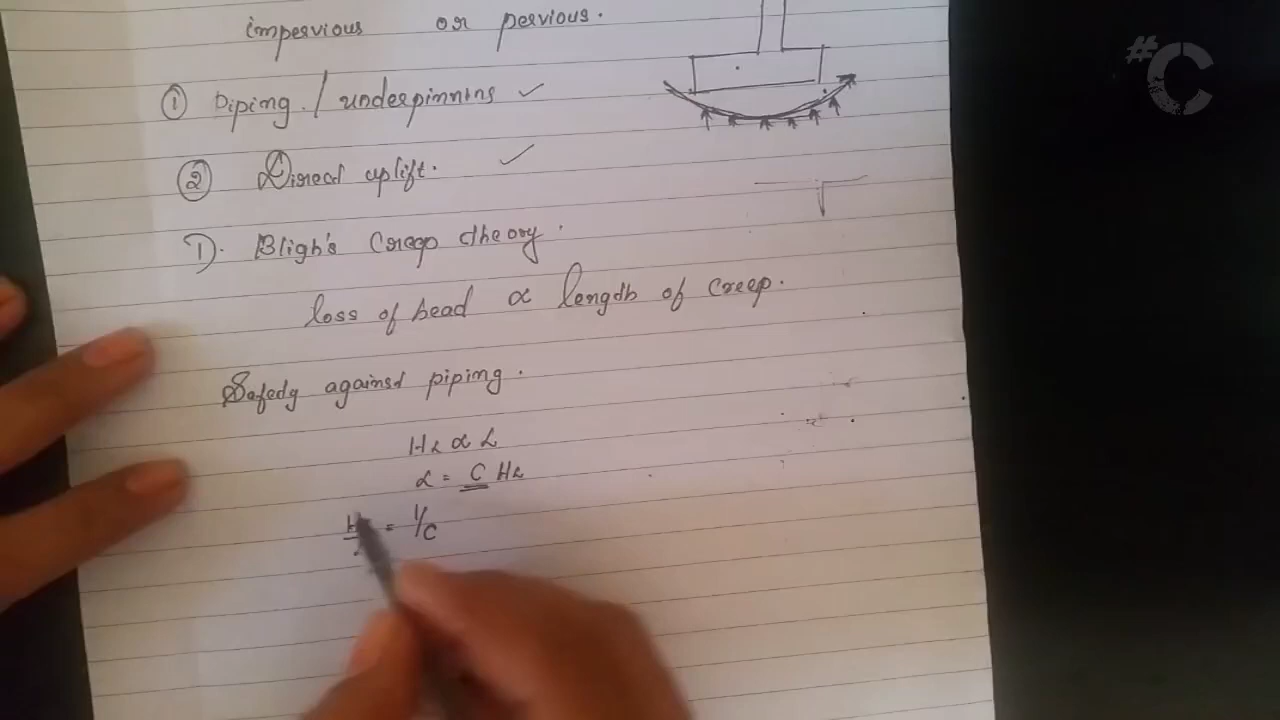 impervious or pervious.
① Piping / underpinning ✓
② Direct uplift. ✓
1). Bligh's Creep theory.
loss of head ∝ length of Creep.
Safety against piping.
HL ∝ L
L = C HL
= 1/C
#C